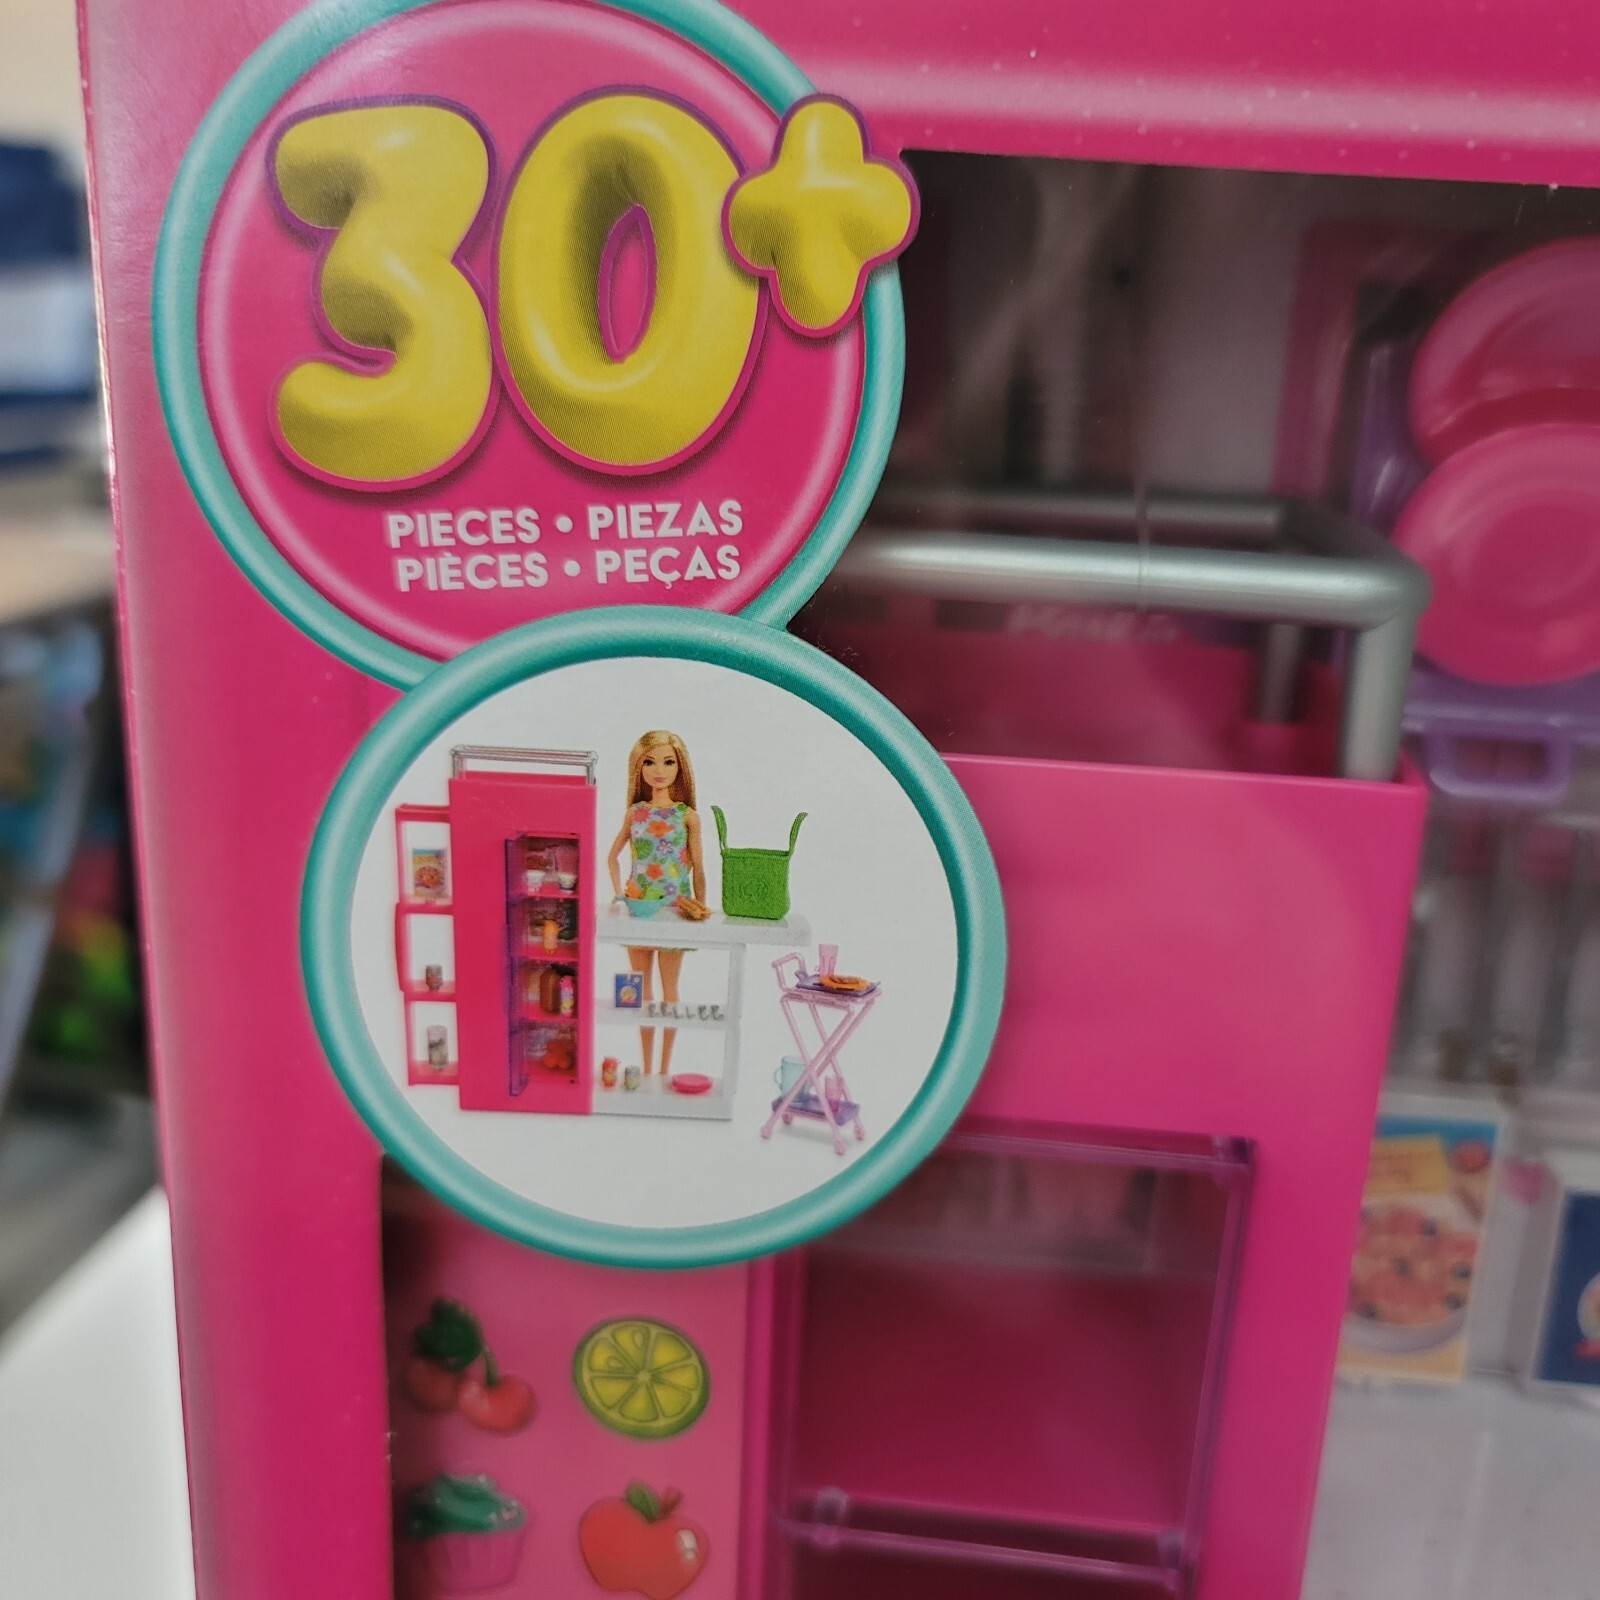 30+
PIECES • PIEZAS
PIÈCES • PEÇAS